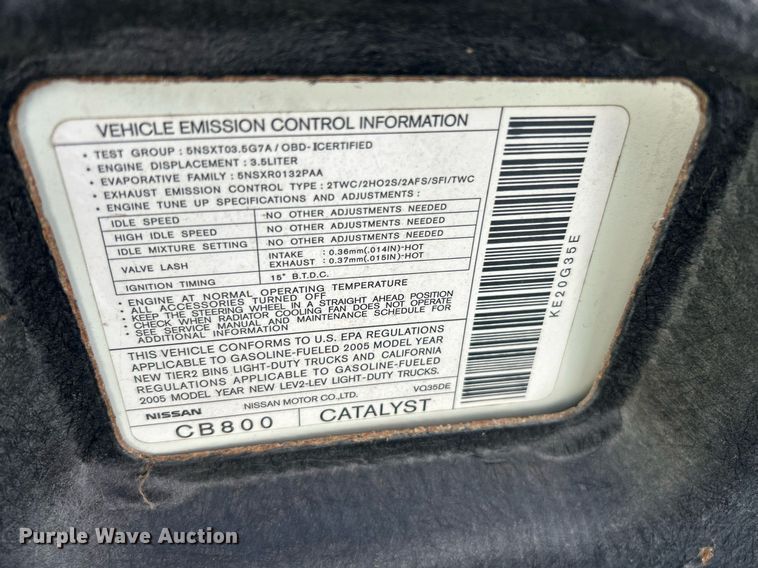 VEHICLE EMISSION CONTROL INFORMATION
• TEST GROUP : 5NSXT03.5G7A / OBD-ⅡCERTIFIED
• ENGINE DISPLACEMENT : 3.5LITER
• EVAPORATIVE FAMILY : 5NSXR0132PAA
• EXHAUST EMISSION CONTROL TYPE : 2TWC/2HO2S/2AFS/SFI/TWC
• ENGINE TUNE UP SPECIFICATIONS AND ADJUSTMENTS :
IDLE SPEED NO OTHER ADJUSTMENTS NEEDED
HIGH IDLE SPEED NO OTHER ADJUSTMENTS NEEDED
IDLE MIXTURE SETTING NO OTHER ADJUSTMENTS NEEDED
VALVE LASH INTAKE : 0.36mm(.014IN)-HOT
EXHAUST : 0.37mm(.015IN)-HOT
IGNITION TIMING 15° B.T.D.C.
• ENGINE AT NORMAL OPERATING TEMPERATURE
• ALL ACCESSORIES TURNED OFF
• KEEP THE STEERING WHEEL IN A STRAIGHT AHEAD POSITION
• CHECK WHEN RADIATOR COOLING FAN DOES NOT OPERATE
• SEE SERVICE MANUAL AND MAINTENANCE SCHEDULE FOR
ADDITIONAL INFORMATION
THIS VEHICLE CONFORMS TO U.S. EPA REGULATIONS
APPLICABLE TO GASOLINE-FUELED 2005 MODEL YEAR
NEW TIER2 BIN5 LIGHT-DUTY TRUCKS AND CALIFORNIA
REGULATIONS APPLICABLE TO GASOLINE-FUELED
2005 MODEL YEAR NEW LEV2-LEV LIGHT-DUTY TRUCKS.
VQ35DE
NISSAN NISSAN MOTOR CO.,LTD.
CB800 CATALYST
KE20G35E
Purple Wave Auction